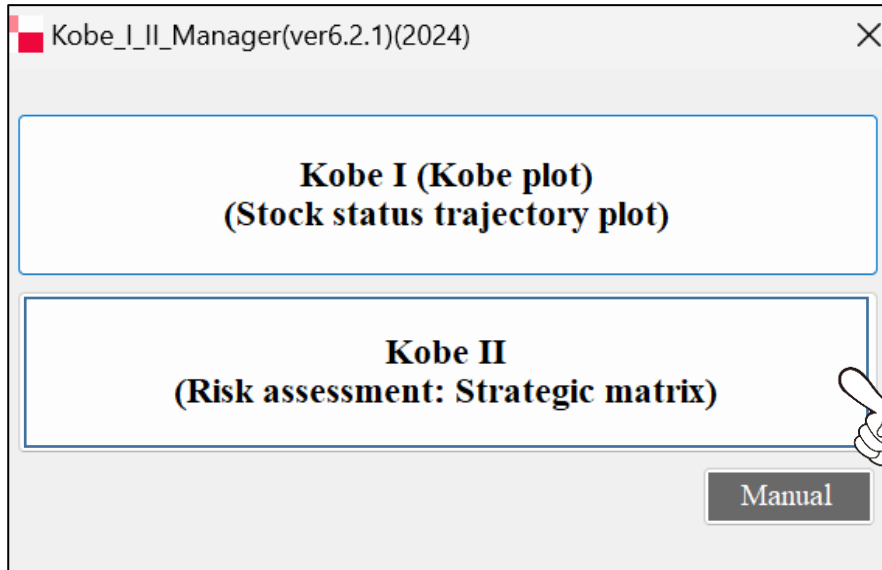 Kobe_I_II_Manager(ver6.2.1)(2024)
Kobe I (Kobe plot)
(Stock status trajectory plot)
Kobe II
(Risk assessment: Strategic matrix)
Manual